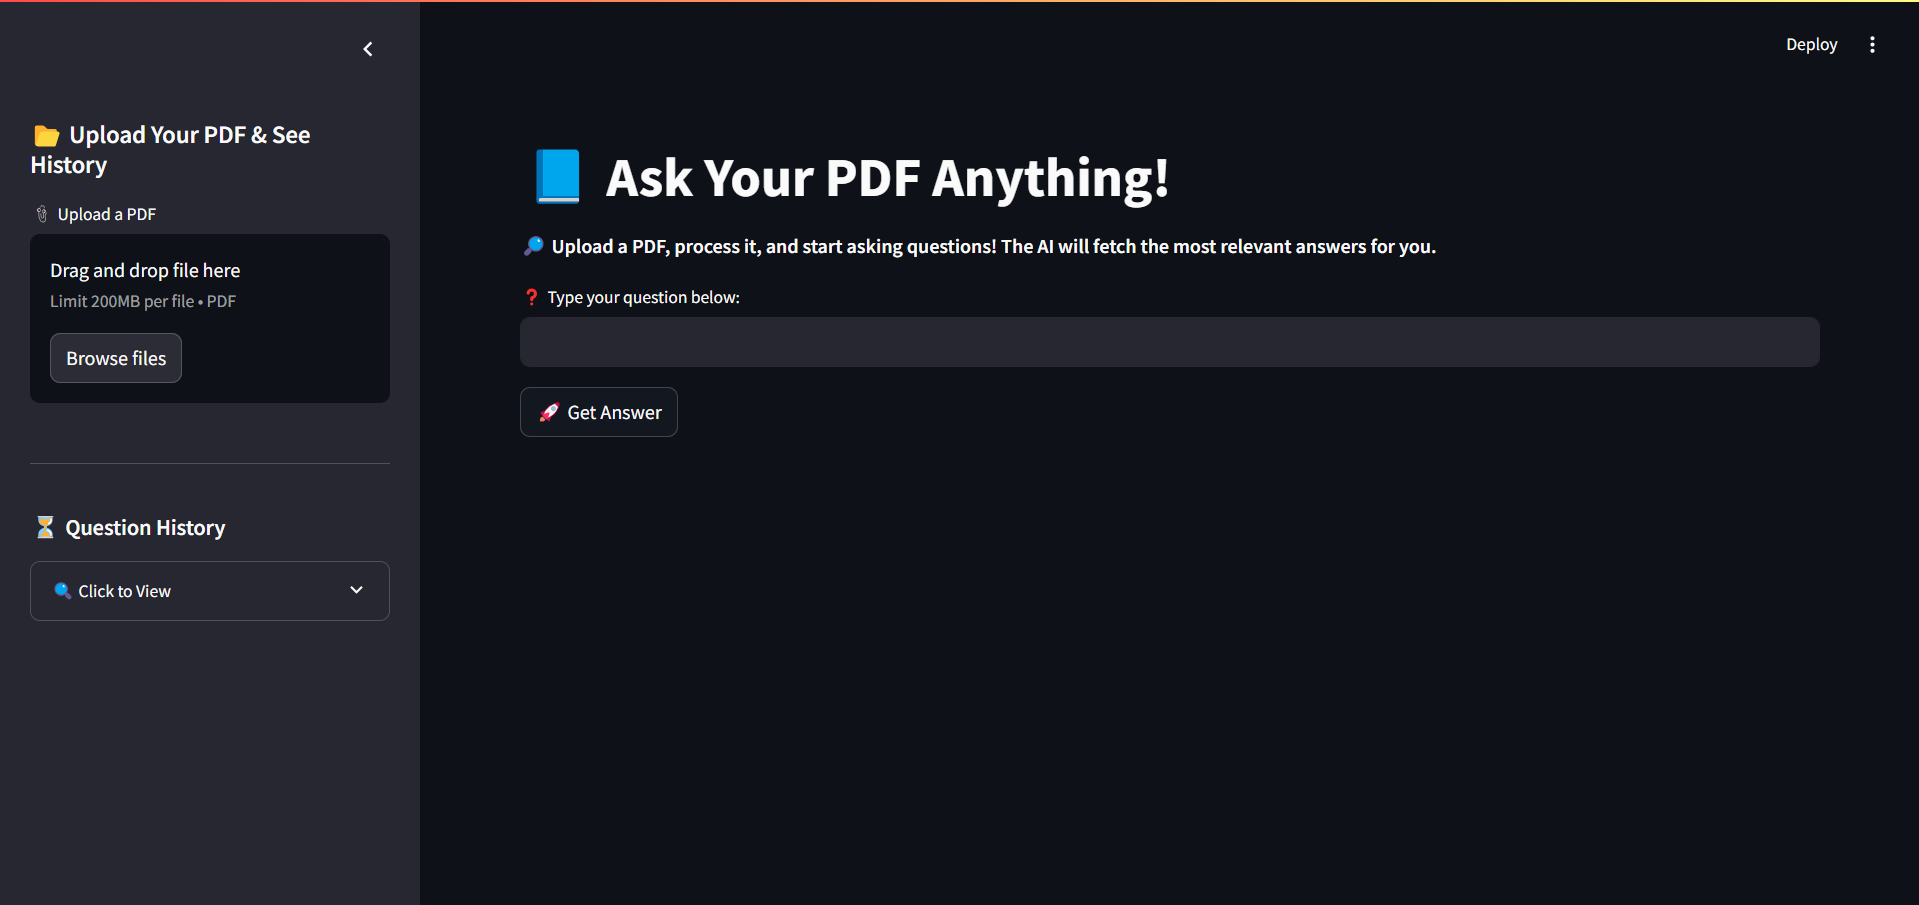 Deploy
📂 Upload Your PDF & See
History
📎 Upload a PDF
Drag and drop file here
Limit 200MB per file • PDF
Browse files
⏳ Question History
🔍 Click to View
📘 Ask Your PDF Anything!
🔎 Upload a PDF, process it, and start asking questions! The AI will fetch the most relevant answers for you.
❓ Type your question below:
🚀 Get Answer